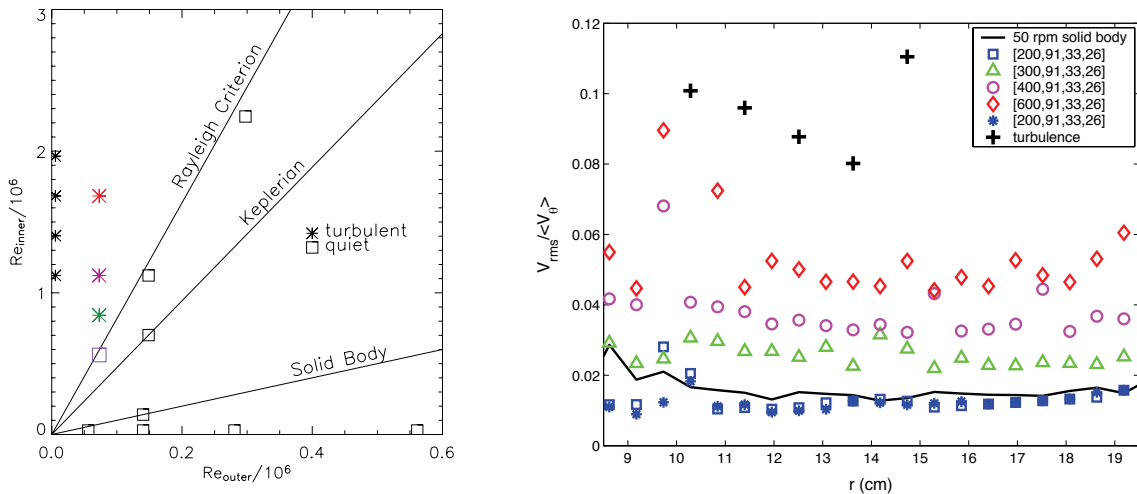 3
2
1
0
0.0
0.2
0.4
0.6
Re_inner/10^6
Re_outer/10^6
Rayleigh Criterion
Keplerian
Solid Body
turbulent
quiet
0.12
0.1
0.08
0.06
0.04
0.02
0
9 10 11 12 13 14 15 16 17 18 19
V_rms/<V_θ>
r (cm)
50 rpm solid body
[200,91,33,26]
[300,91,33,26]
[400,91,33,26]
[600,91,33,26]
[200,91,33,26]
turbulence